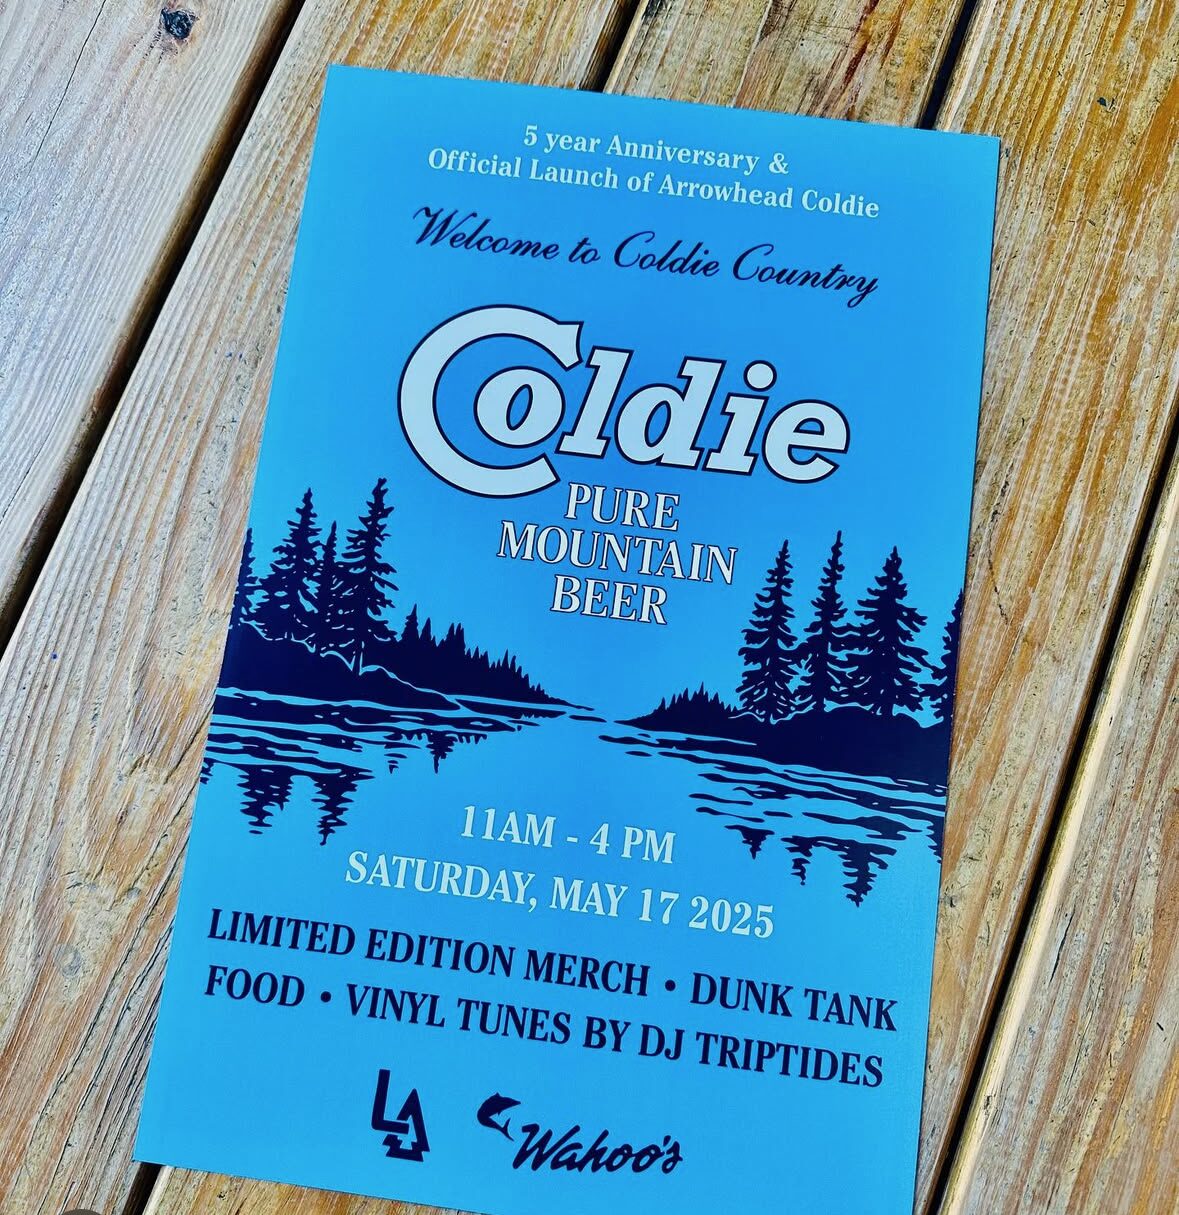 5 year Anniversary &
Official Launch of Arrowhead Coldie
Welcome to Coldie Country
Coldie
PURE
MOUNTAIN
BEER
11AM - 4 PM
SATURDAY, MAY 17 2025
LIMITED EDITION MERCH • DUNK TANK
FOOD • VINYL TUNES BY DJ TRIPTIDES
LA Wahoo's